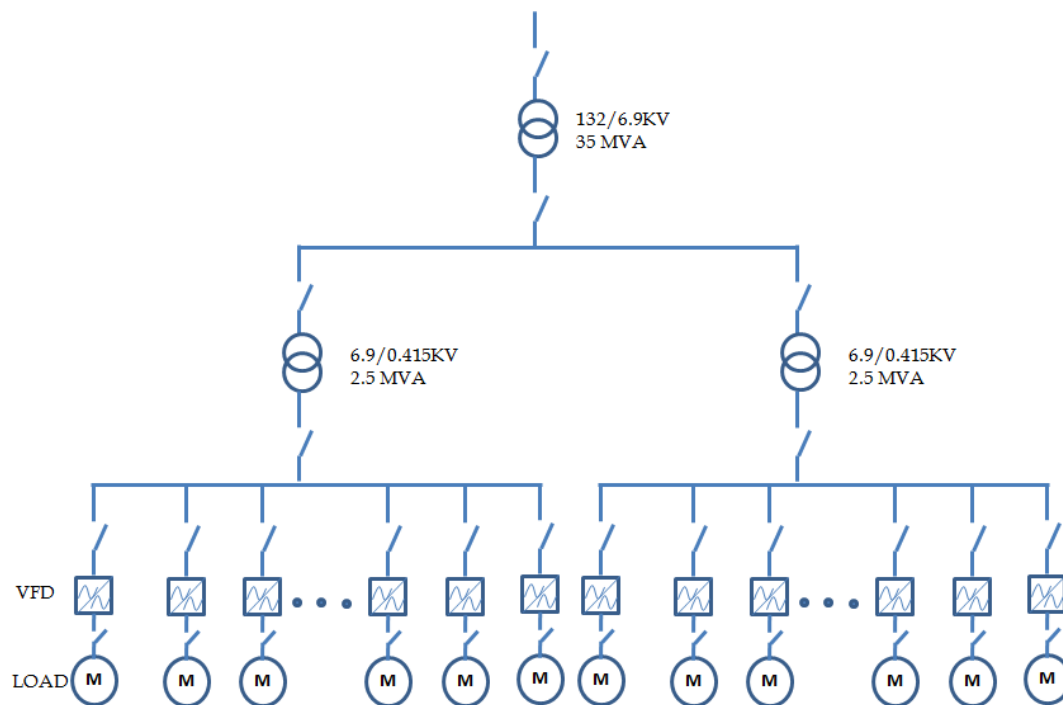 132/6.9KV
35 MVA
6.9/0.415KV
2.5 MVA
6.9/0.415KV
2.5 MVA
VFD
LOAD M M M M M M M M M M M M